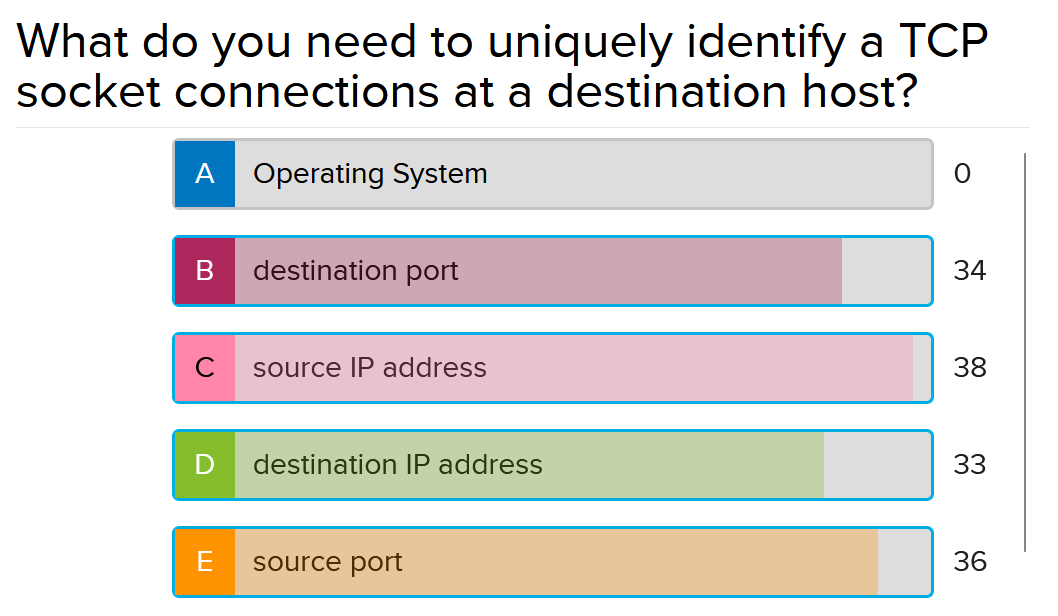 What do you need to uniquely identify a TCP
socket connections at a destination host?
A Operating System 0
B destination port 34
C source IP address 38
D destination IP address 33
E source port 36